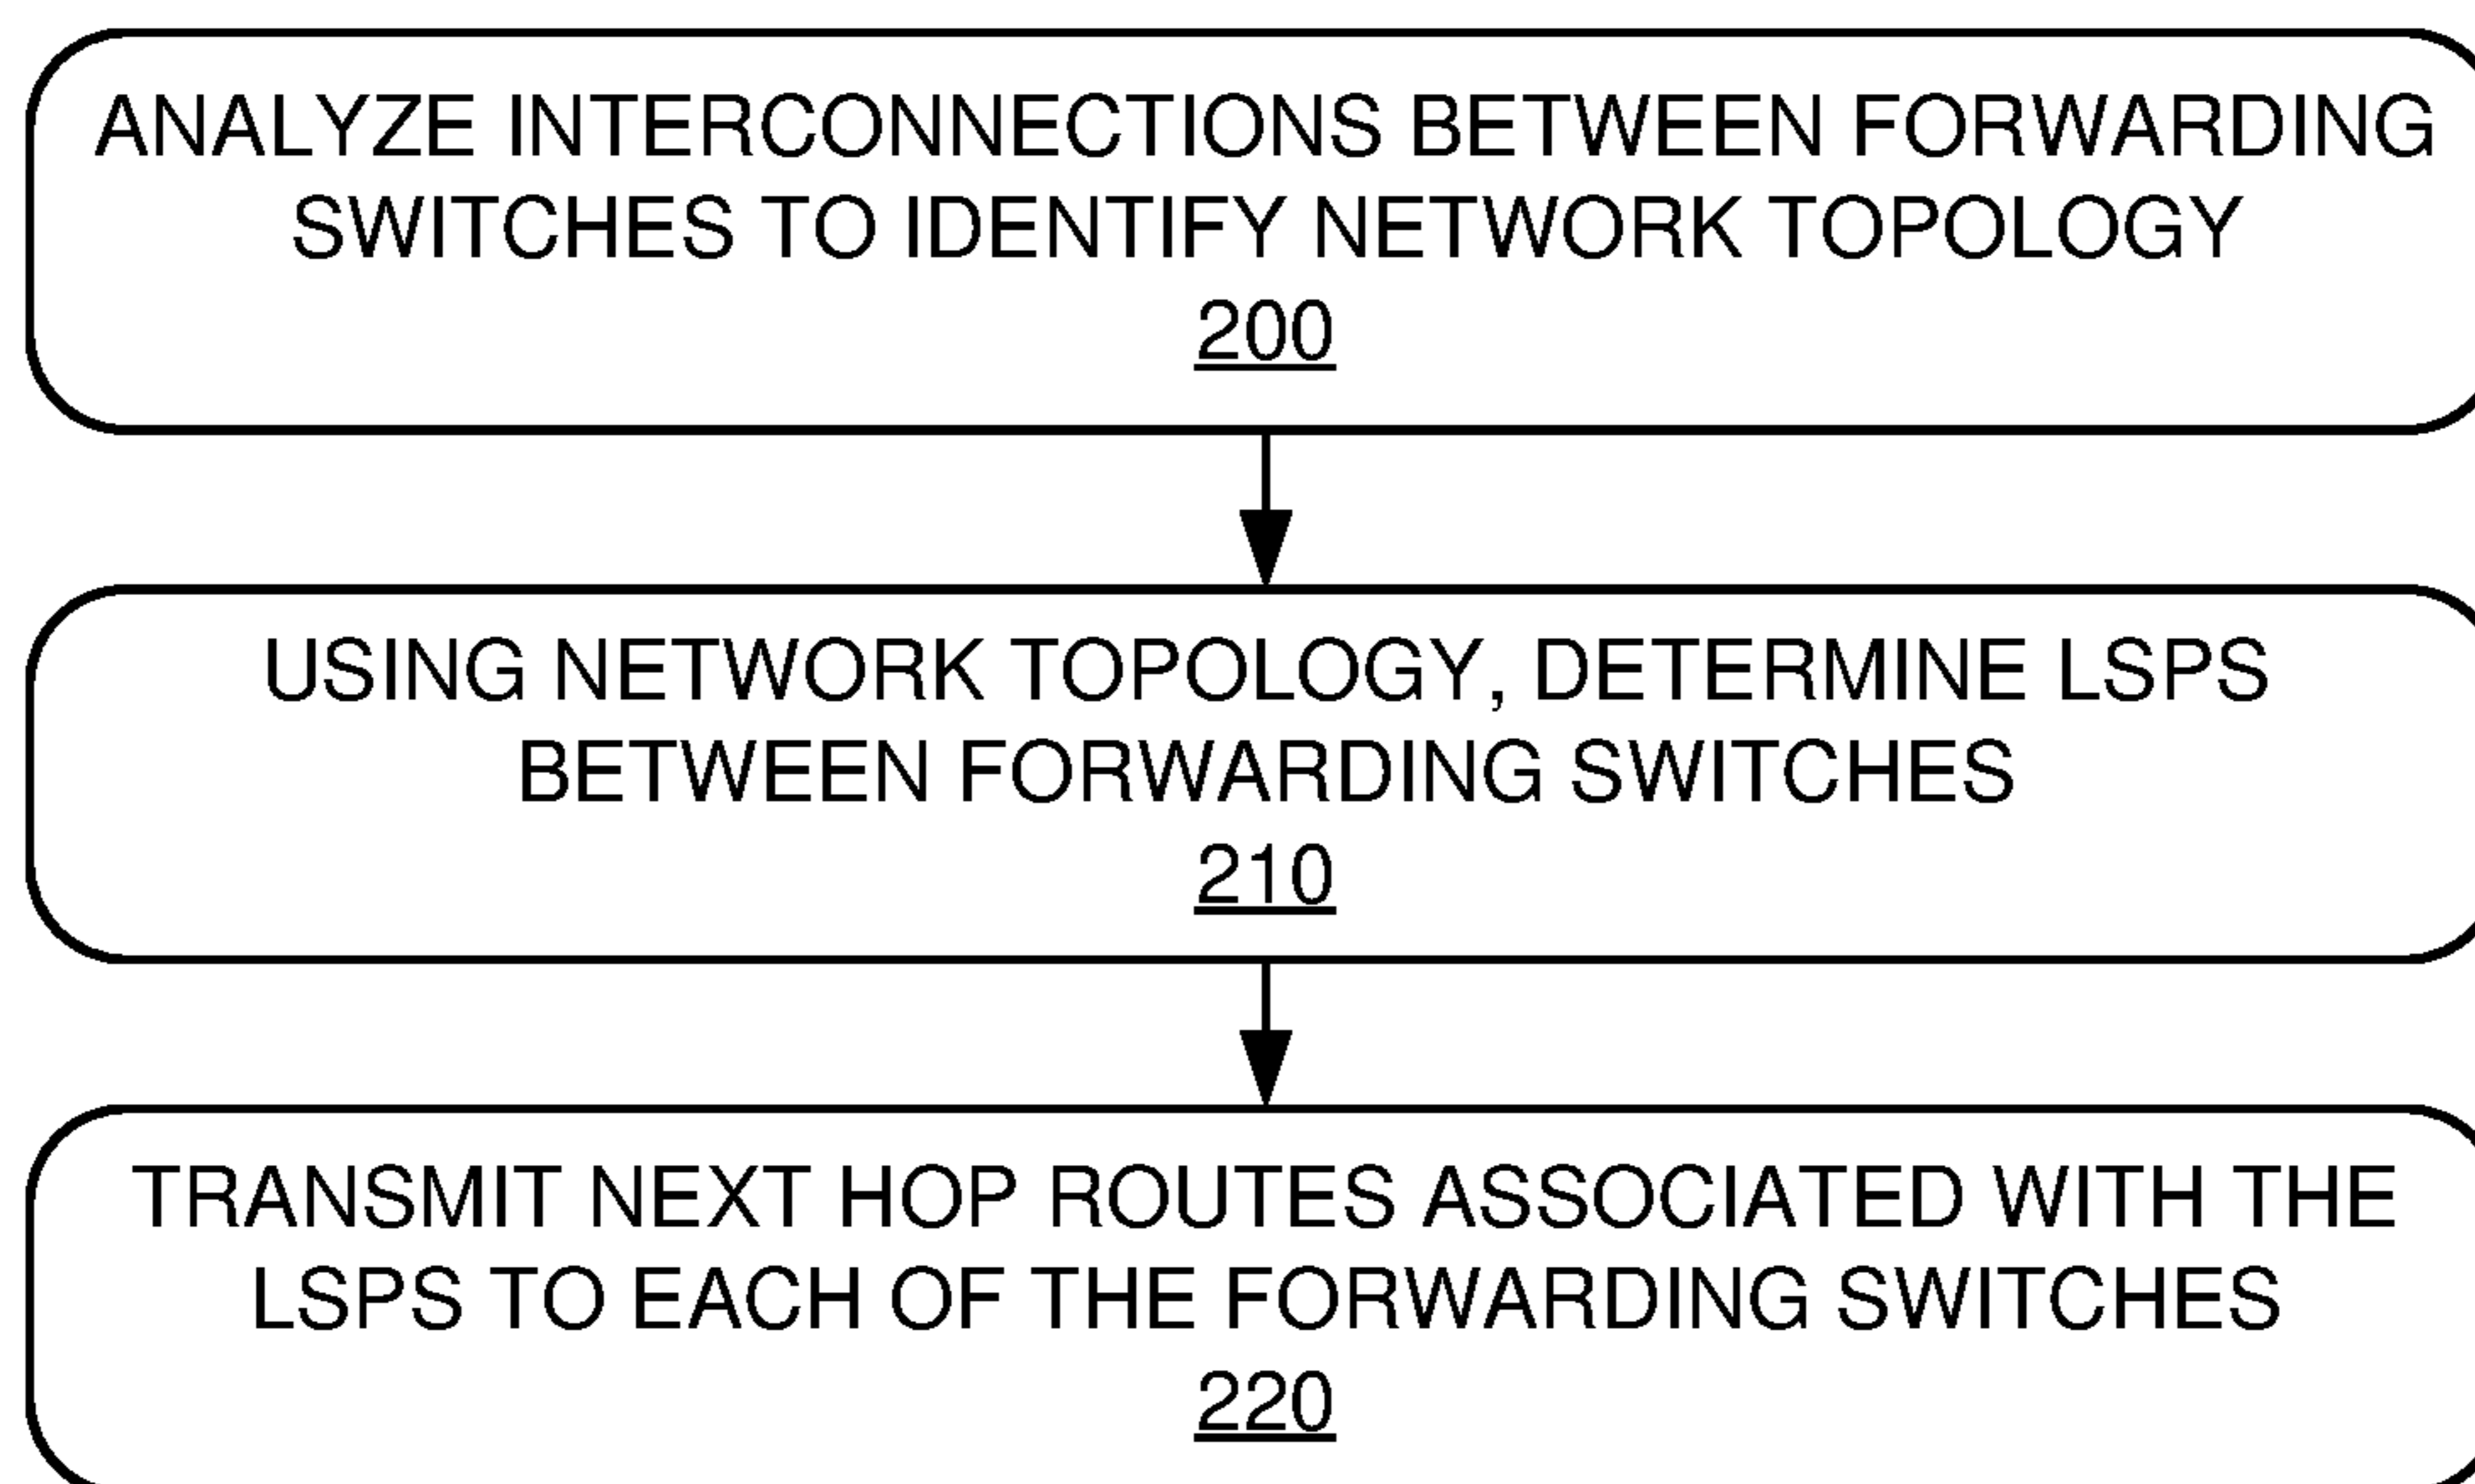 ANALYZE INTERCONNECTIONS BETWEEN FORWARDING
SWITCHES TO IDENTIFY NETWORK TOPOLOGY
200
USING NETWORK TOPOLOGY, DETERMINE LSPS
BETWEEN FORWARDING SWITCHES
210
TRANSMIT NEXT HOP ROUTES ASSOCIATED WITH THE
LSPS TO EACH OF THE FORWARDING SWITCHES
220